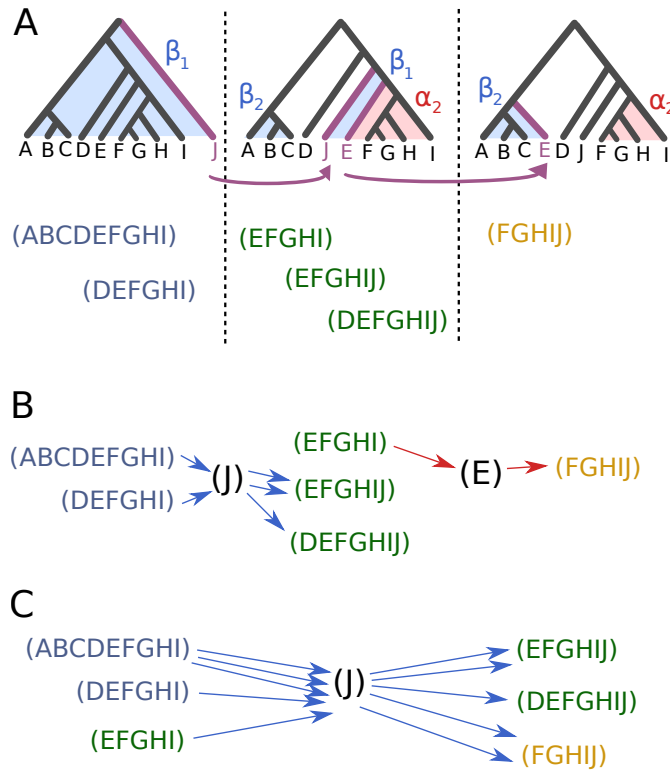 A
β1
β2
β1
α2
β2
α2
A B C D E F G H I J
A B C D J E F G H I
A B C E D J F G H I
(ABCDEFGHI)
(DEFGHI)
(EFGHI)
(EFGHIJ)
(DEFGHIJ)
(FGHIJ)
B
(ABCDEFGHI)
(DEFGHI)
(J)
(EFGHI)
(EFGHIJ)
(DEFGHIJ)
(E)
(FGHIJ)
C
(ABCDEFGHI)
(DEFGHI)
(EFGHI)
(J)
(EFGHIJ)
(DEFGHIJ)
(FGHIJ)